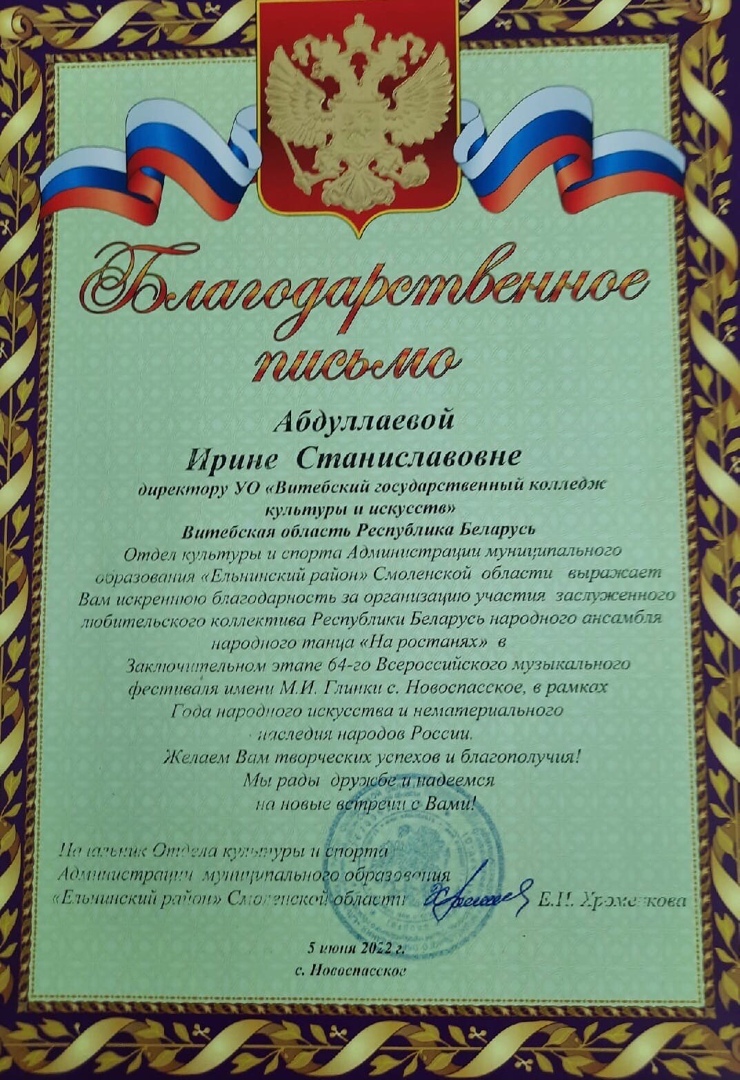 Благодарственное
письмо
Абдуллаевой
Ирине Станиславовне
директору УО «Витебский государственный колледж
культуры и искусств»
Витебская область Республика Беларусь
Отдел культуры и спорта Администрации муниципального
образования «Ельнинский район» Смоленской области выражает
Вам искреннюю благодарность за организацию участия заслуженного
любительского коллектива Республики Беларусь народного ансамбля
народного танца «На ростанях» в
Заключительном этапе 64-го Всероссийского музыкального
фестиваля имени М.И. Глинки с. Новоспасское, в рамках
Года народного искусства и нематериального
наследия народов России.
Желаем Вам творческих успехов и благополучия!
Мы рады дружбе и надеемся
на новые встречи с Вами!
Начальник Отдела культуры и спорта
Администрации муниципального образования
«Ельнинский район» Смоленской области Е.И.
5 июня 2022 г.
с. Новоспасское